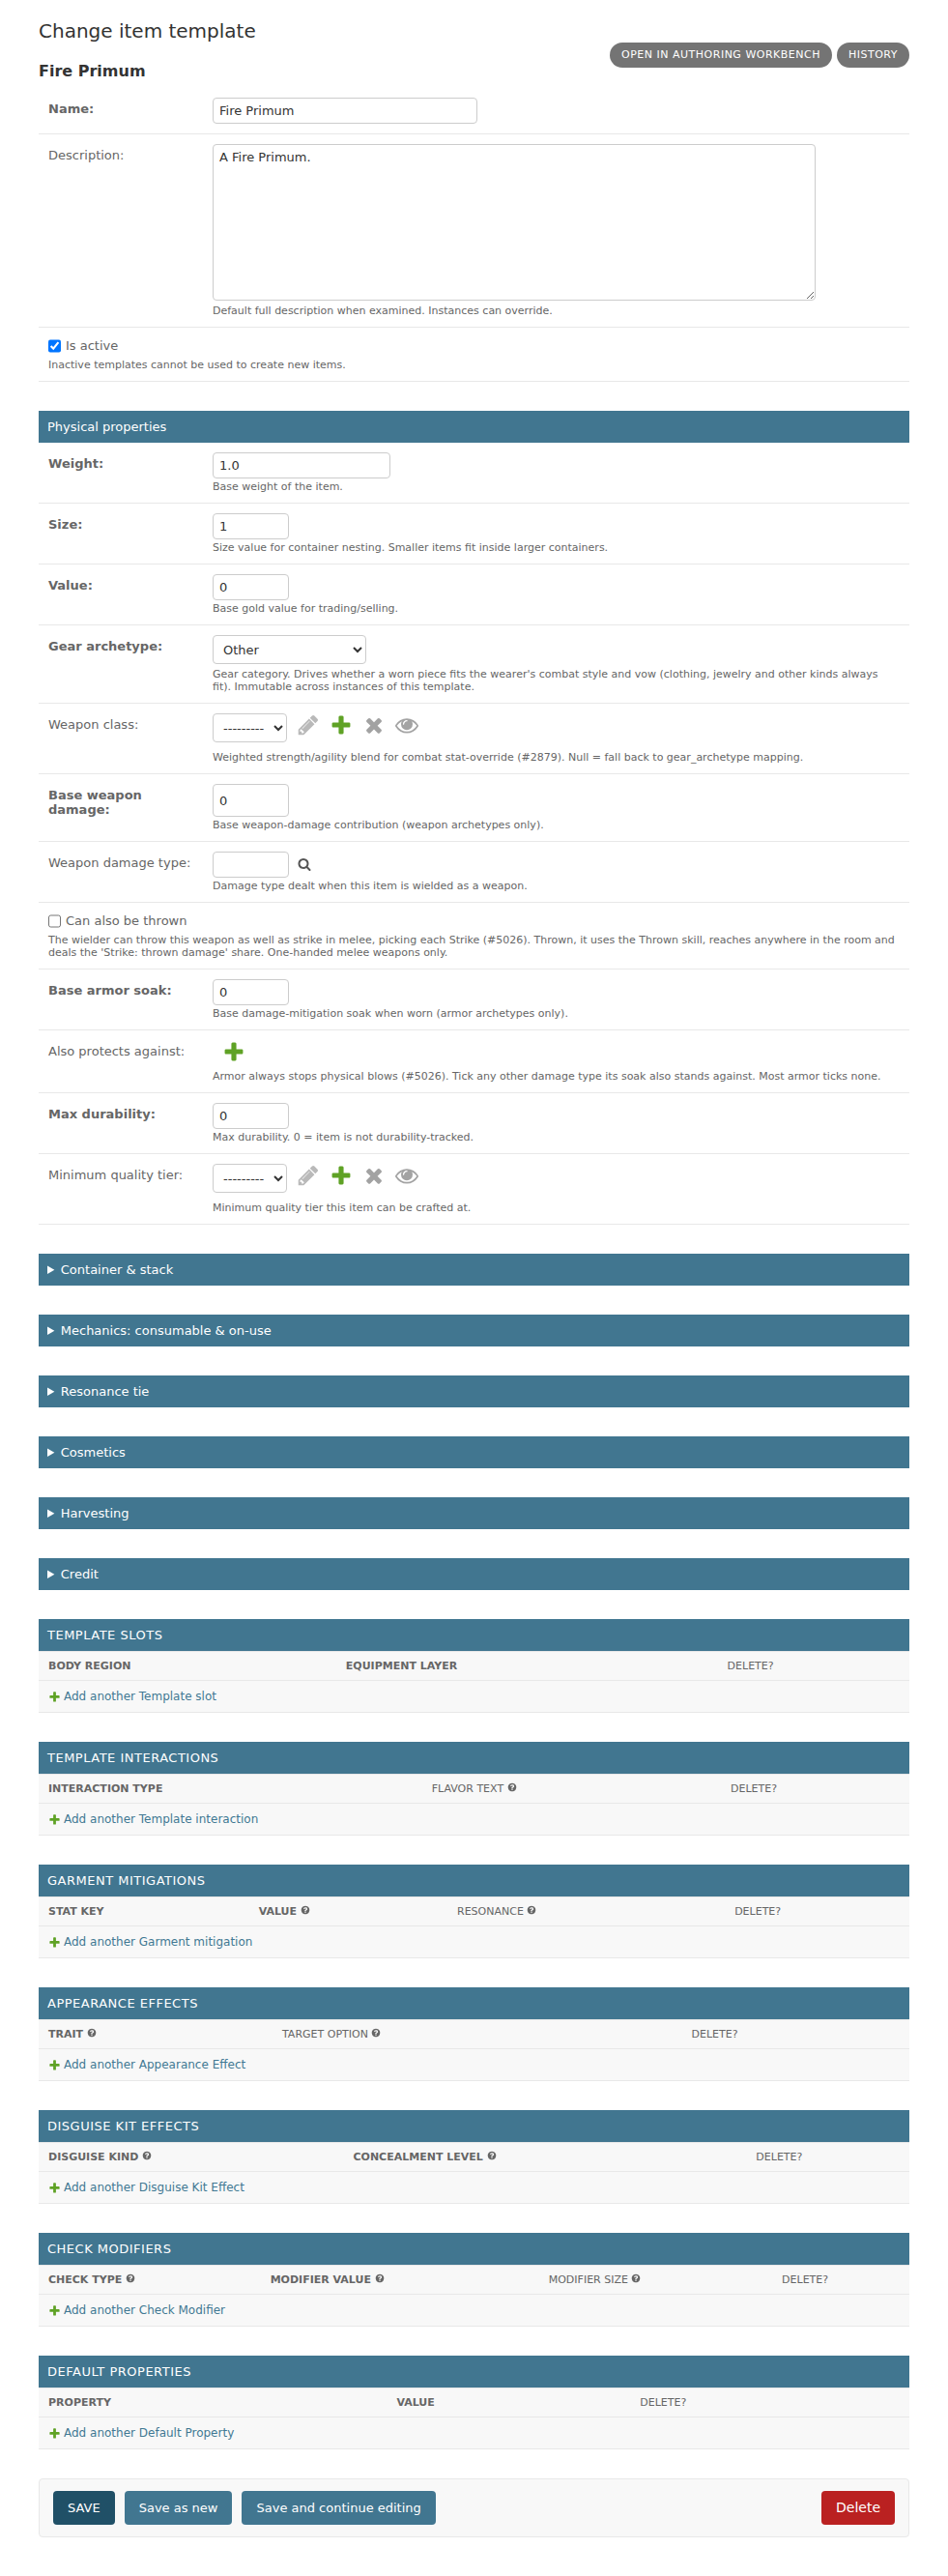 Change item template
OPEN IN AUTHORING WORKBENCH
HISTORY
Fire Primum
Name:
Fire Primum
Description:
A Fire Primum.
Default full description when examined. Instances can override.
Is active
Inactive templates cannot be used to create new items.
Physical properties
Weight:
1.0
Base weight of the item.
Size:
1
Size value for container nesting. Smaller items fit inside larger containers.
Value:
0
Base gold value for trading/selling.
Gear archetype:
Other
Gear category. Drives whether a worn piece fits the wearer's combat style and vow (clothing, jewelry and other kinds always
fit). Immutable across instances of this template.
Weapon class:
---------
Weighted strength/agility blend for combat stat-override (#2879). Null = fall back to gear_archetype mapping.
Base weapon
damage:
0
Base weapon-damage contribution (weapon archetypes only).
Weapon damage type:
Damage type dealt when this item is wielded as a weapon.
Can also be thrown
The wielder can throw this weapon as well as strike in melee, picking each Strike (#5026). Thrown, it uses the Thrown skill, reaches anywhere in the room and
deals the 'Strike: thrown damage' share. One-handed melee weapons only.
Base armor soak:
0
Base damage-mitigation soak when worn (armor archetypes only).
Also protects against:
Armor always stops physical blows (#5026). Tick any other damage type its soak also stands against. Most armor ticks none.
Max durability:
0
Max durability. 0 = item is not durability-tracked.
Minimum quality tier:
---------
Minimum quality tier this item can be crafted at.
Container & stack
Mechanics: consumable & on-use
Resonance tie
Cosmetics
Harvesting
Credit
TEMPLATE SLOTS
BODY REGION EQUIPMENT LAYER DELETE?
Add another Template slot
TEMPLATE INTERACTIONS
INTERACTION TYPE FLAVOR TEXT DELETE?
Add another Template interaction
GARMENT MITIGATIONS
STAT KEY VALUE RESONANCE DELETE?
Add another Garment mitigation
APPEARANCE EFFECTS
TRAIT TARGET OPTION DELETE?
Add another Appearance Effect
DISGUISE KIT EFFECTS
DISGUISE KIND CONCEALMENT LEVEL DELETE?
Add another Disguise Kit Effect
CHECK MODIFIERS
CHECK TYPE MODIFIER VALUE MODIFIER SIZE DELETE?
Add another Check Modifier
DEFAULT PROPERTIES
PROPERTY VALUE DELETE?
Add another Default Property
SAVE Save as new Save and continue editing Delete